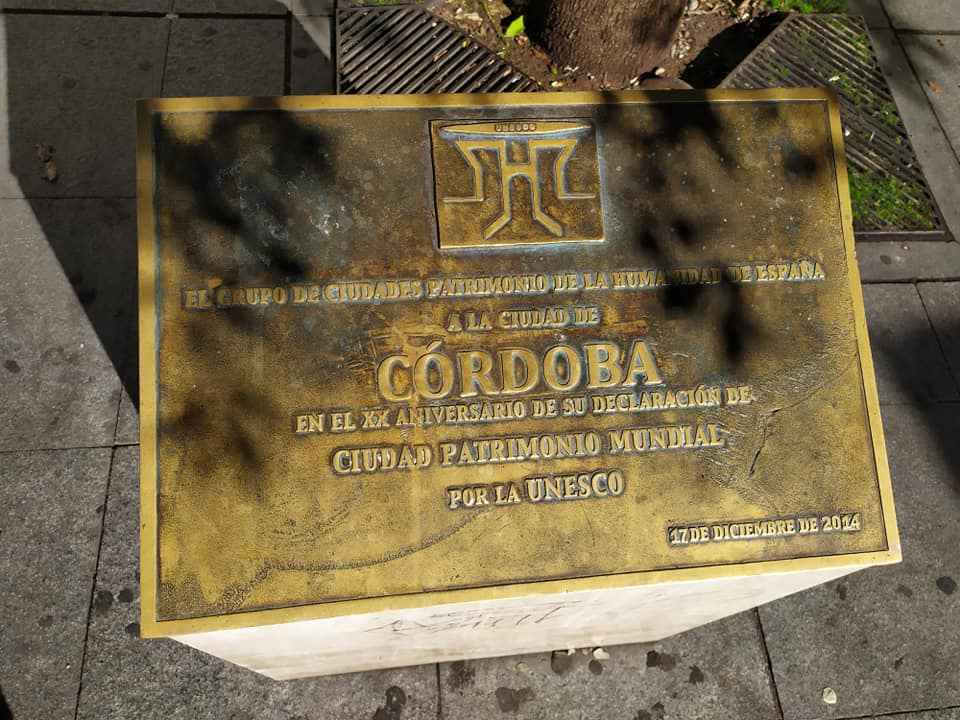 UNESCO
EL GRUPO DE CIUDADES PATRIMONIO DE LA HUMANIDAD DE ESPAÑA
A LA CIUDAD DE
CÓRDOBA
EN EL XX ANIVERSARIO DE SU DECLARACIÓN DE
CIUDAD PATRIMONIO MUNDIAL
POR LA UNESCO
17 DE DICIEMBRE DE 2014